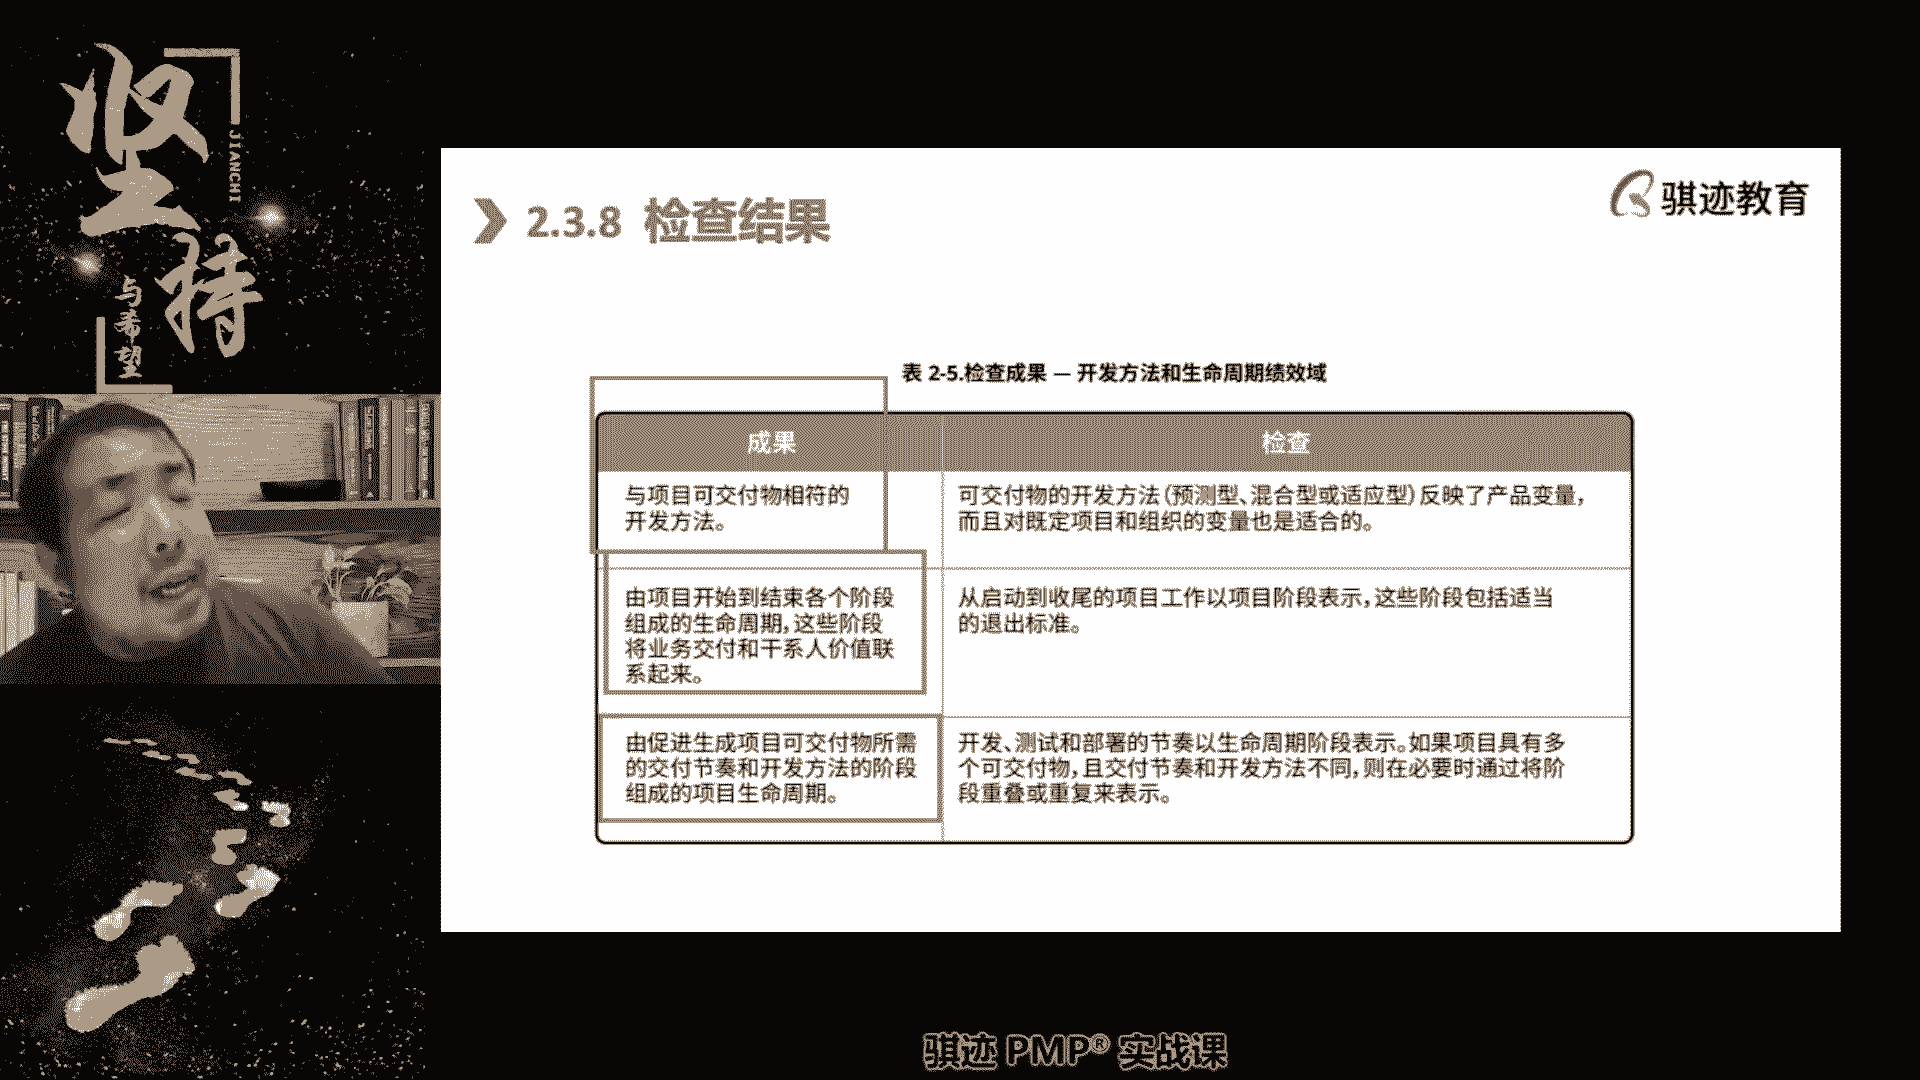 坚
JIANCHI
持
与希望
2.3.8 检查结果
骐迹教育
表 2-5.检查成果 — 开发方法和生命周期绩效域
成果
检查
与项目可交付物相符的
开发方法。
可交付物的开发方法(预测型、混合型或适应型)反映了产品变量,
而且对既定项目和组织的变量也是适合的。
由项目开始到结束各个阶段
组成的生命周期,这些阶段
将业务交付和干系人价值联
系起来。
从启动到收尾的项目工作以项目阶段表示,这些阶段包括适当
的退出标准。
由促进生成项目可交付物所需
的交付节奏和开发方法的阶段
组成的项目生命周期。
开发、测试和部署的节奏以生命周期阶段表示。如果项目具有多
个可交付物,且交付节奏和开发方法不同,则在必要时通过将阶
段重叠或重复来表示。
骐迹 PMP® 实战课